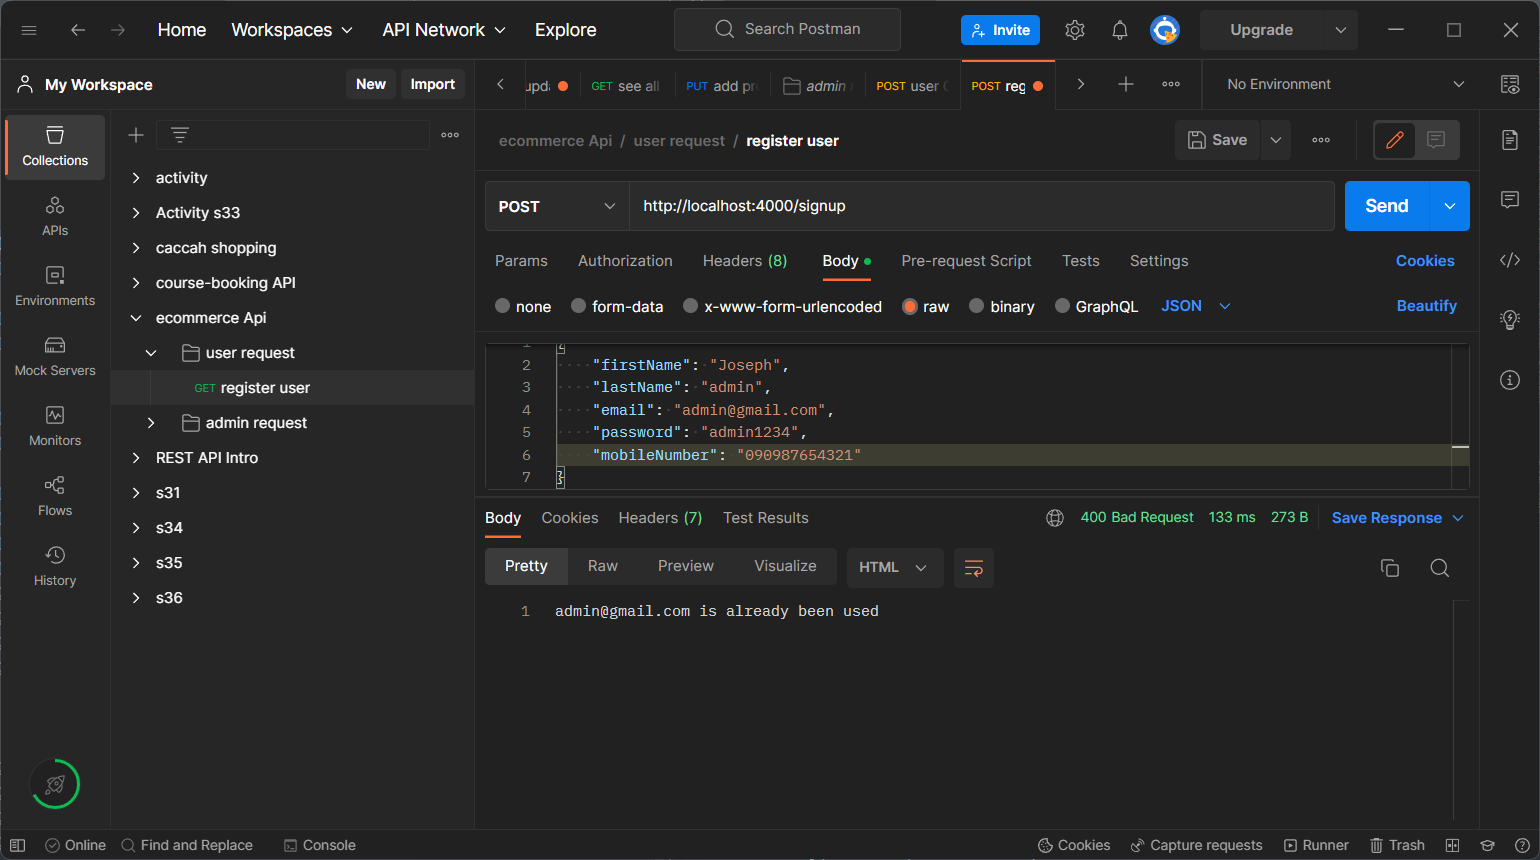 Home Workspaces API Network Explore Search Postman Invite Upgrade
My Workspace New Import
upda GET see all PUT add pr admin POST user POST reg No Environment
Collections
APIs
Environments
Mock Servers
Monitors
Flows
History
activity
Activity s33
caccah shopping
course-booking API
ecommerce Api
user request
GET register user
admin request
REST API Intro
s31
s34
s35
s36
ecommerce Api / user request / register user Save
POST http://localhost:4000/signup Send
Params Authorization Headers (8) Body Pre-request Script Tests Settings Cookies
none form-data x-www-form-urlencoded raw binary GraphQL JSON Beautify
1 {
2 "firstName": "Joseph",
3 "lastName": "admin",
4 "email": "admin@gmail.com",
5 "password": "admin1234",
6 "mobileNumber": "090987654321"
7 }
Body Cookies Headers (7) Test Results 400 Bad Request 133 ms 273 B Save Response
Pretty Raw Preview Visualize HTML
1 admin@gmail.com is already been used
Online Find and Replace Console Cookies Capture requests Runner Trash